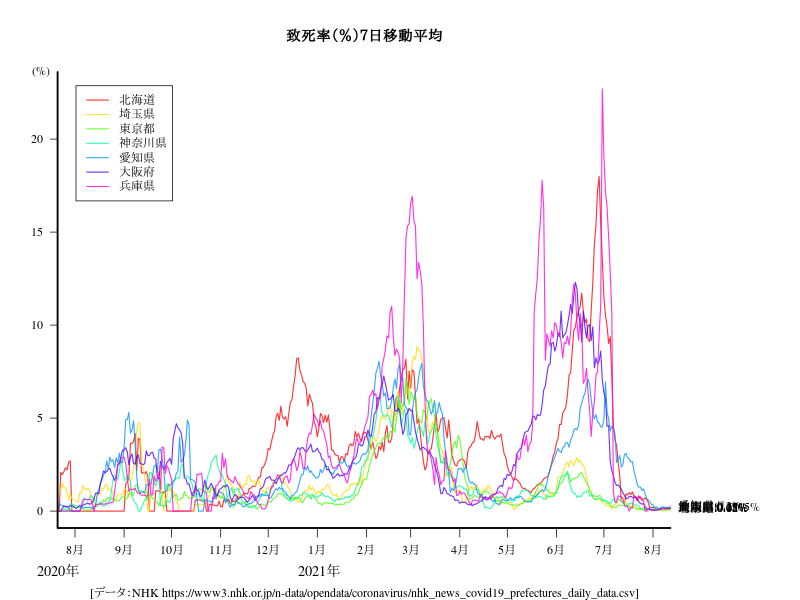 致死率(%)7日移動平均
(%)
北海道
埼玉県
東京都
神奈川県
愛知県
大阪府
兵庫県
20
15
10
5
0
8月 9月 10月 11月 12月 1月 2月 3月 4月 5月 6月 7月 8月
2020年 2021年
[データ:NHK https://www3.nhk.or.jp/n-data/opendata/coronavirus/nhk_news_covid19_prefectures_daily_data.csv]